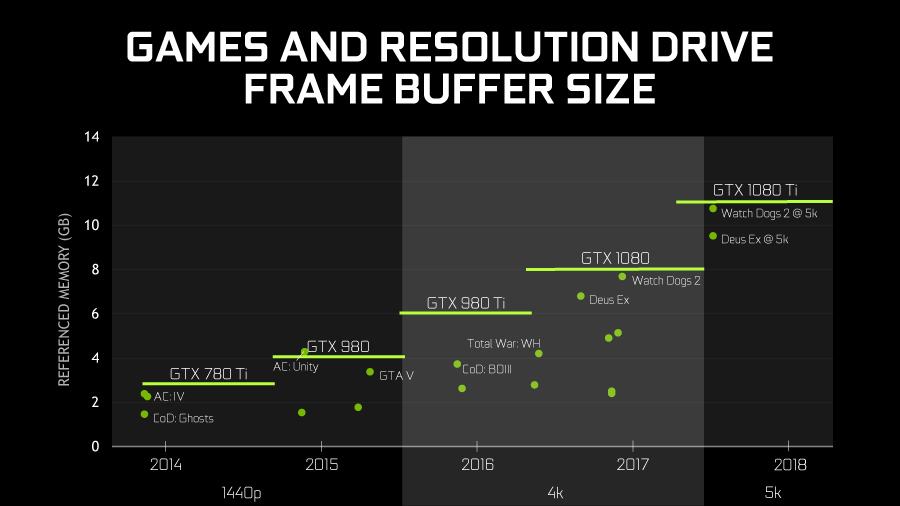 GAMES AND RESOLUTION DRIVE
FRAME BUFFER SIZE
REFERENCED MEMORY (GB)
14
12
10
8
6
4
2
0
GTX 1080 Ti
Watch Dogs 2 @ 5k
Deus Ex @ 5k
GTX 1080
Watch Dogs 2
Deus Ex
GTX 980 Ti
Total War: WH
CoD: BOIII
GTX 980
AC: Unity
GTA V
GTX 780 Ti
AC: IV
CoD: Ghosts
2014
2015
2016
2017
2018
1440p
4k
5k